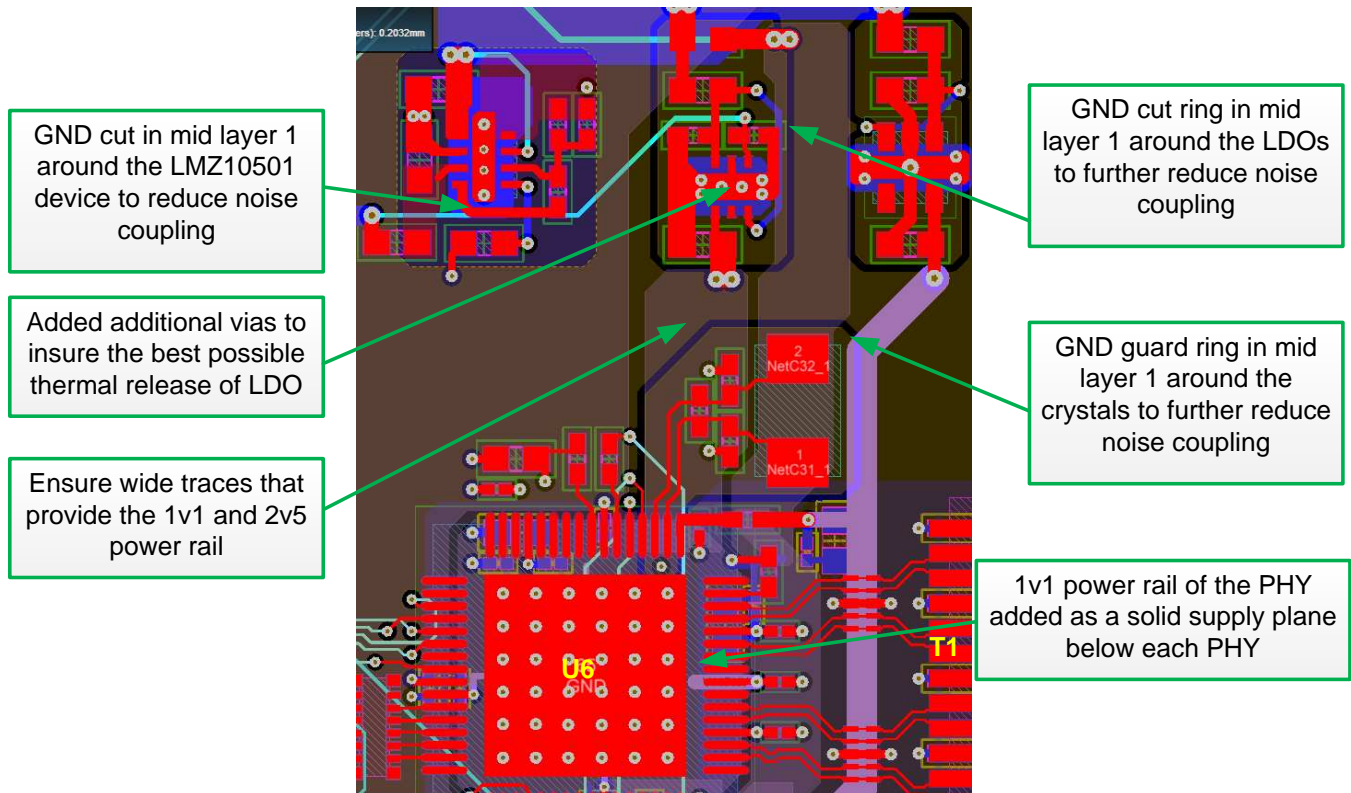 ers): 0.2032mm
GND cut in mid layer 1
around the LMZ10501
device to reduce noise
coupling
Added additional vias to
insure the best possible
thermal release of LDO
Ensure wide traces that
provide the 1v1 and 2v5
power rail
GND cut ring in mid
layer 1 around the LDOs
to further reduce noise
coupling
GND guard ring in mid
layer 1 around the
crystals to further reduce
noise coupling
1v1 power rail of the PHY
added as a solid supply plane
below each PHY
2
NetC32_1
1
NetC31_1
U6
GND
T1